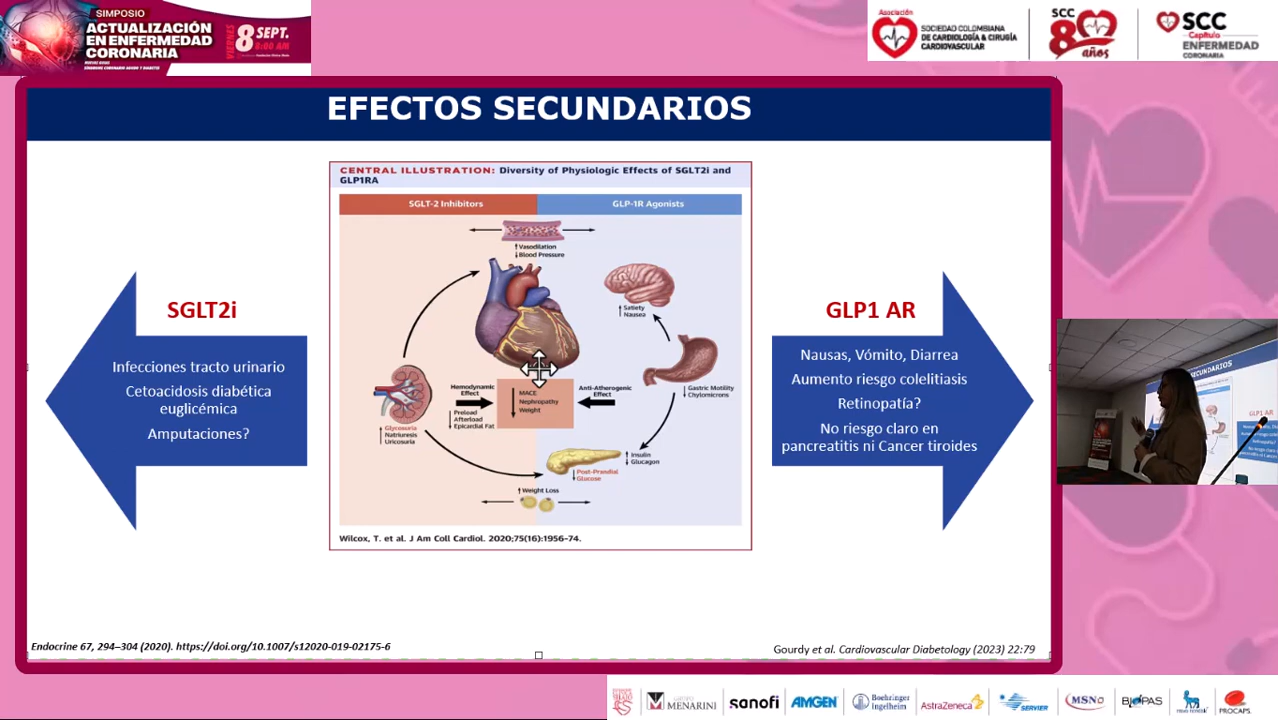 SIMPOSIO
ACTUALIZACIÓN
EN ENFERMEDAD
CORONARIA
VIERNES
8 SEPT.
8:00 AM
Asociación
SOCIEDAD COLOMBIANA
DE CARDIOLOGÍA & CIRUGÍA
CARDIOVASCULAR
SCC
80
años
SCC
Capítulo
ENFERMEDAD
CORONARIA
EFECTOS SECUNDARIOS
CENTRAL ILLUSTRATION: Diversity of Physiologic Effects of SGLT2i and
GLP1RA
SGLT-2 Inhibitors
GLP-1R Agonists
↑ Vasodilation
↓ Blood Pressure
↑ Satiety
Nausea
↓ Gastric Motility
Chylomicrons
Hemodynamic
Effect
↓ Preload
Afterload
Epicardial Fat
↓ MACE
Nephropathy
Weight
Anti-Atherogenic
Effect
↑ Glycosuria
Natriuresis
Uricosuria
↑ Insulin
↓ Glucagon
↓ Post-Prandial
Glucose
↑ Weight Loss
Wilcox, T. et al. J Am Coll Cardiol. 2020;75(16):1956–74.
SGLT2i
Infecciones tracto urinario
Cetoacidosis diabética
euglicémica
Amputaciones?
GLP1 AR
Nausas, Vómito, Diarrea
Aumento riesgo colelitiasis
Retinopatía?
No riesgo claro en
pancreatitis ni Cancer tiroides
Endocrine 67, 294–304 (2020). https://doi.org/10.1007/s12020-019-02175-6
Gourdy et al. Cardiovascular Diabetology (2023) 22:79
MENARINI
sanofi
AMGEN
Boehringer
Ingelheim
AstraZeneca
SERVIER
MSN
BIOPAS
PROCAPS